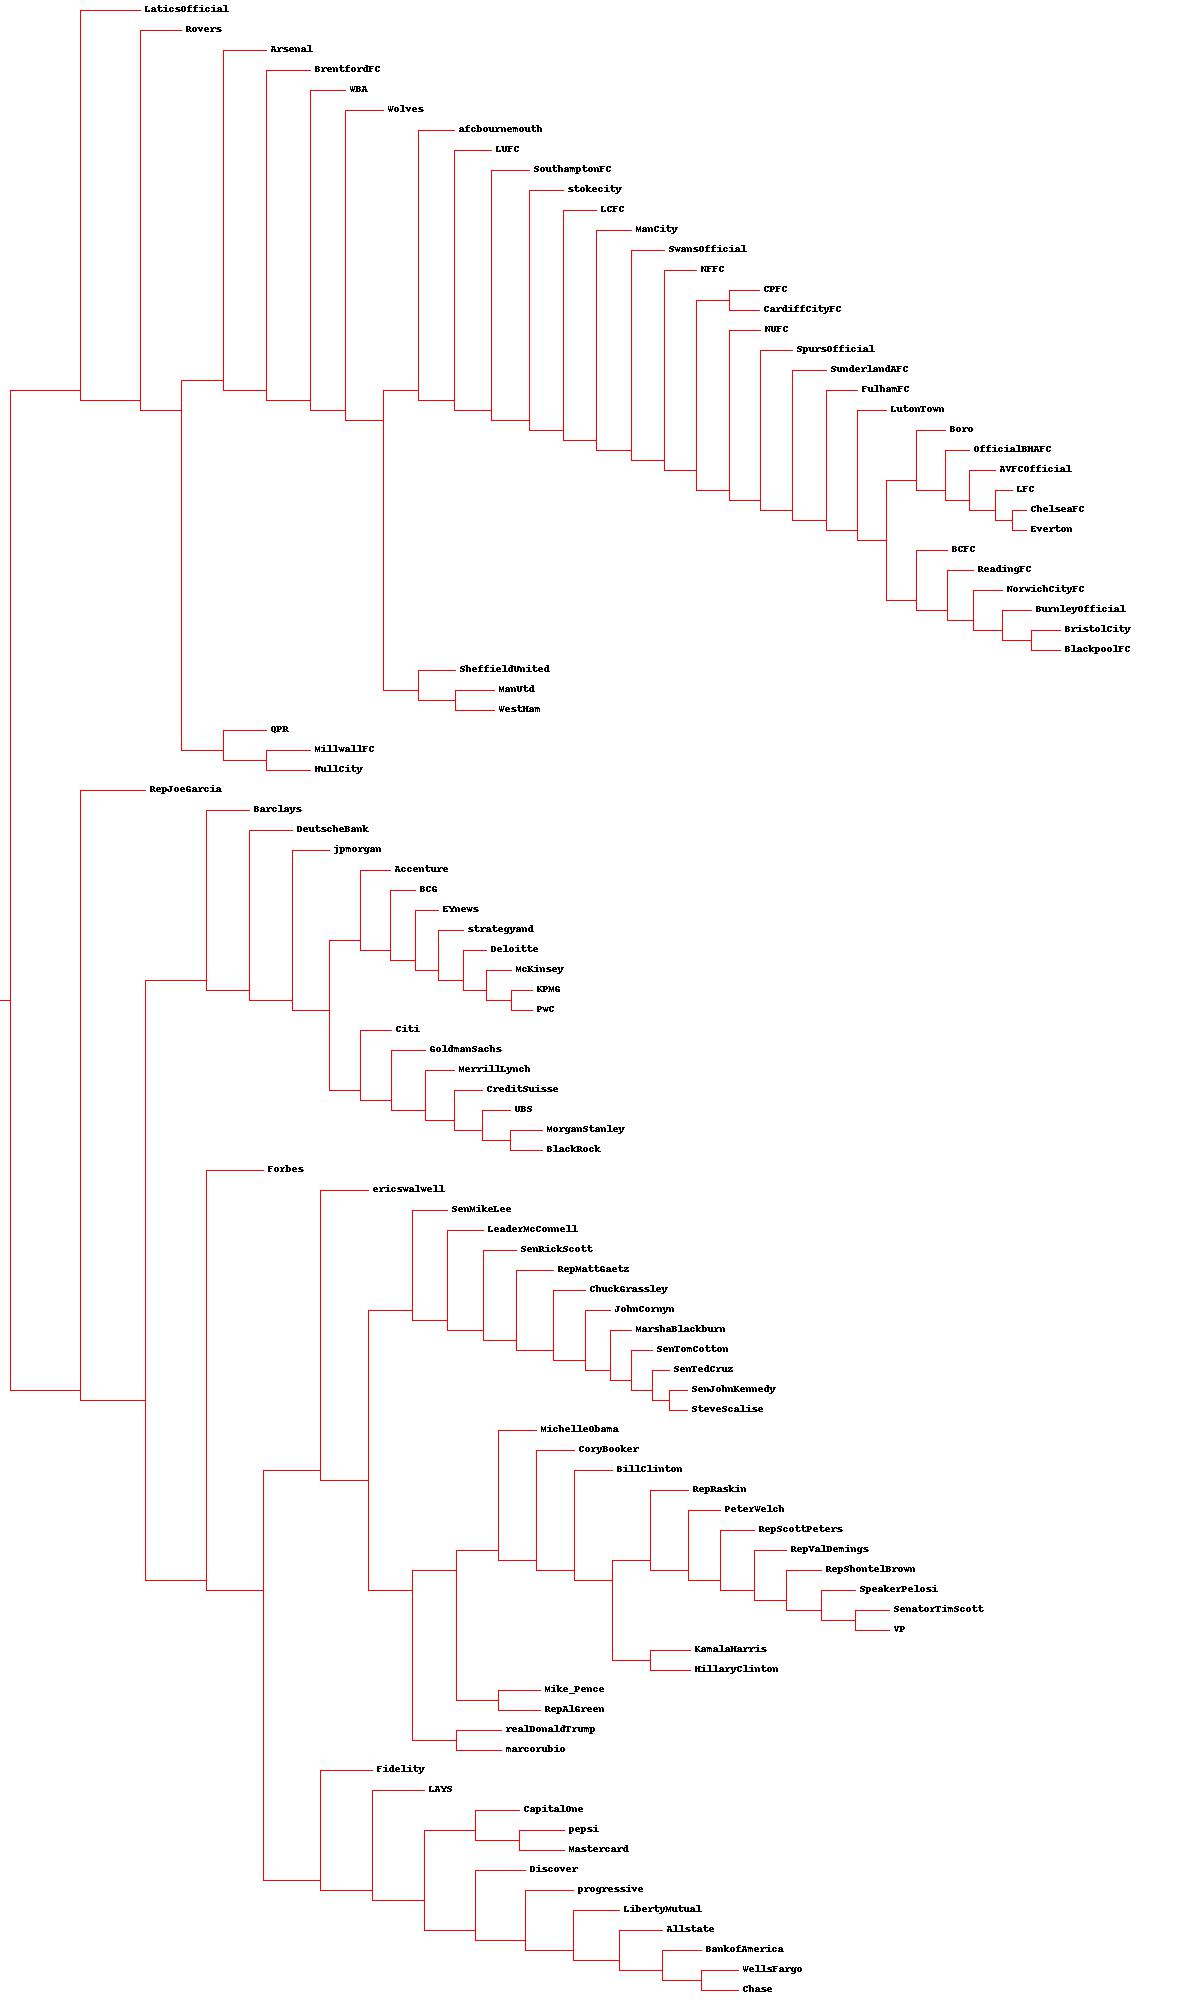 LaticsOfficial
Rovers
Arsenal
BrentfordFC
WBA
Wolves
afcbournemouth
LUFC
SouthamptonFC
stokecity
LCFC
ManCity
SwansOfficial
NFFC
CPFC
CardiffCityFC
NUFC
SpursOfficial
SunderlandAFC
FulhamFC
LutonTown
Boro
OfficialBHAFC
AVFCOfficial
LFC
ChelseaFC
Everton
BCFC
ReadingFC
NorwichCityFC
BurnleyOfficial
BristolCity
BlackpoolFC
SheffieldUnited
ManUtd
WestHam
QPR
MillwallFC
HullCity
RepJoeGarcia
Barclays
DeutscheBank
jpmorgan
Accenture
BCG
EYnews
strategyand
Deloitte
McKinsey
KPMG
PwC
Citi
GoldmanSachs
MerrillLynch
CreditSuisse
UBS
MorganStanley
BlackRock
Forbes
ericswalwell
SenMikeLee
LeaderMcConnell
SenRickScott
RepMattGaetz
ChuckGrassley
JohnCornyn
MarshaBlackburn
SenTomCotton
SenTedCruz
SenJohnKennedy
SteveScalise
MichelleObama
CoryBooker
BillClinton
RepRaskin
PeterWelch
RepScottPeters
RepValDemings
RepShontelBrown
SpeakerPelosi
SenatorTimScott
VP
KamalaHarris
HillaryClinton
Mike_Pence
RepAlGreen
realDonaldTrump
marcorubio
Fidelity
LAYS
CapitalOne
pepsi
Mastercard
Discover
progressive
LibertyMutual
Allstate
BankofAmerica
WellsFargo
Chase